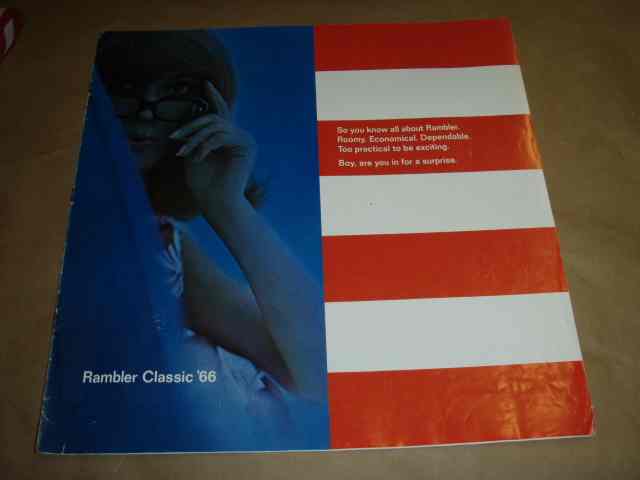 So you know all about Rambler.
Roomy. Economical. Dependable.
Too practical to be exciting.
Boy, are you in for a surprise.
Rambler Classic '66